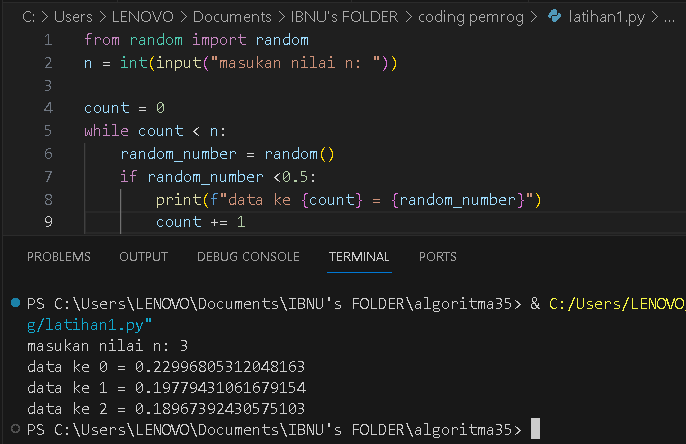 C: > Users > LENOVO > Documents > IBNU's FOLDER > coding pemrog > latihan1.py > ...
1 from random import random
2 n = int(input("masukan nilai n: "))
3
4 count = 0
5 while count < n:
6 random_number = random()
7 if random_number <0.5:
8 print(f"data ke {count} = {random_number}")
9 count += 1
PROBLEMS OUTPUT DEBUG CONSOLE TERMINAL PORTS
PS C:\Users\LENOVO\Documents\IBNU's FOLDER\algoritma35> & C:/Users/LENOVO/
g/latihan1.py"
masukan nilai n: 3
data ke 0 = 0.22996805312048163
data ke 1 = 0.19779431061679154
data ke 2 = 0.18967392430575103
PS C:\Users\LENOVO\Documents\IBNU's FOLDER\algoritma35>